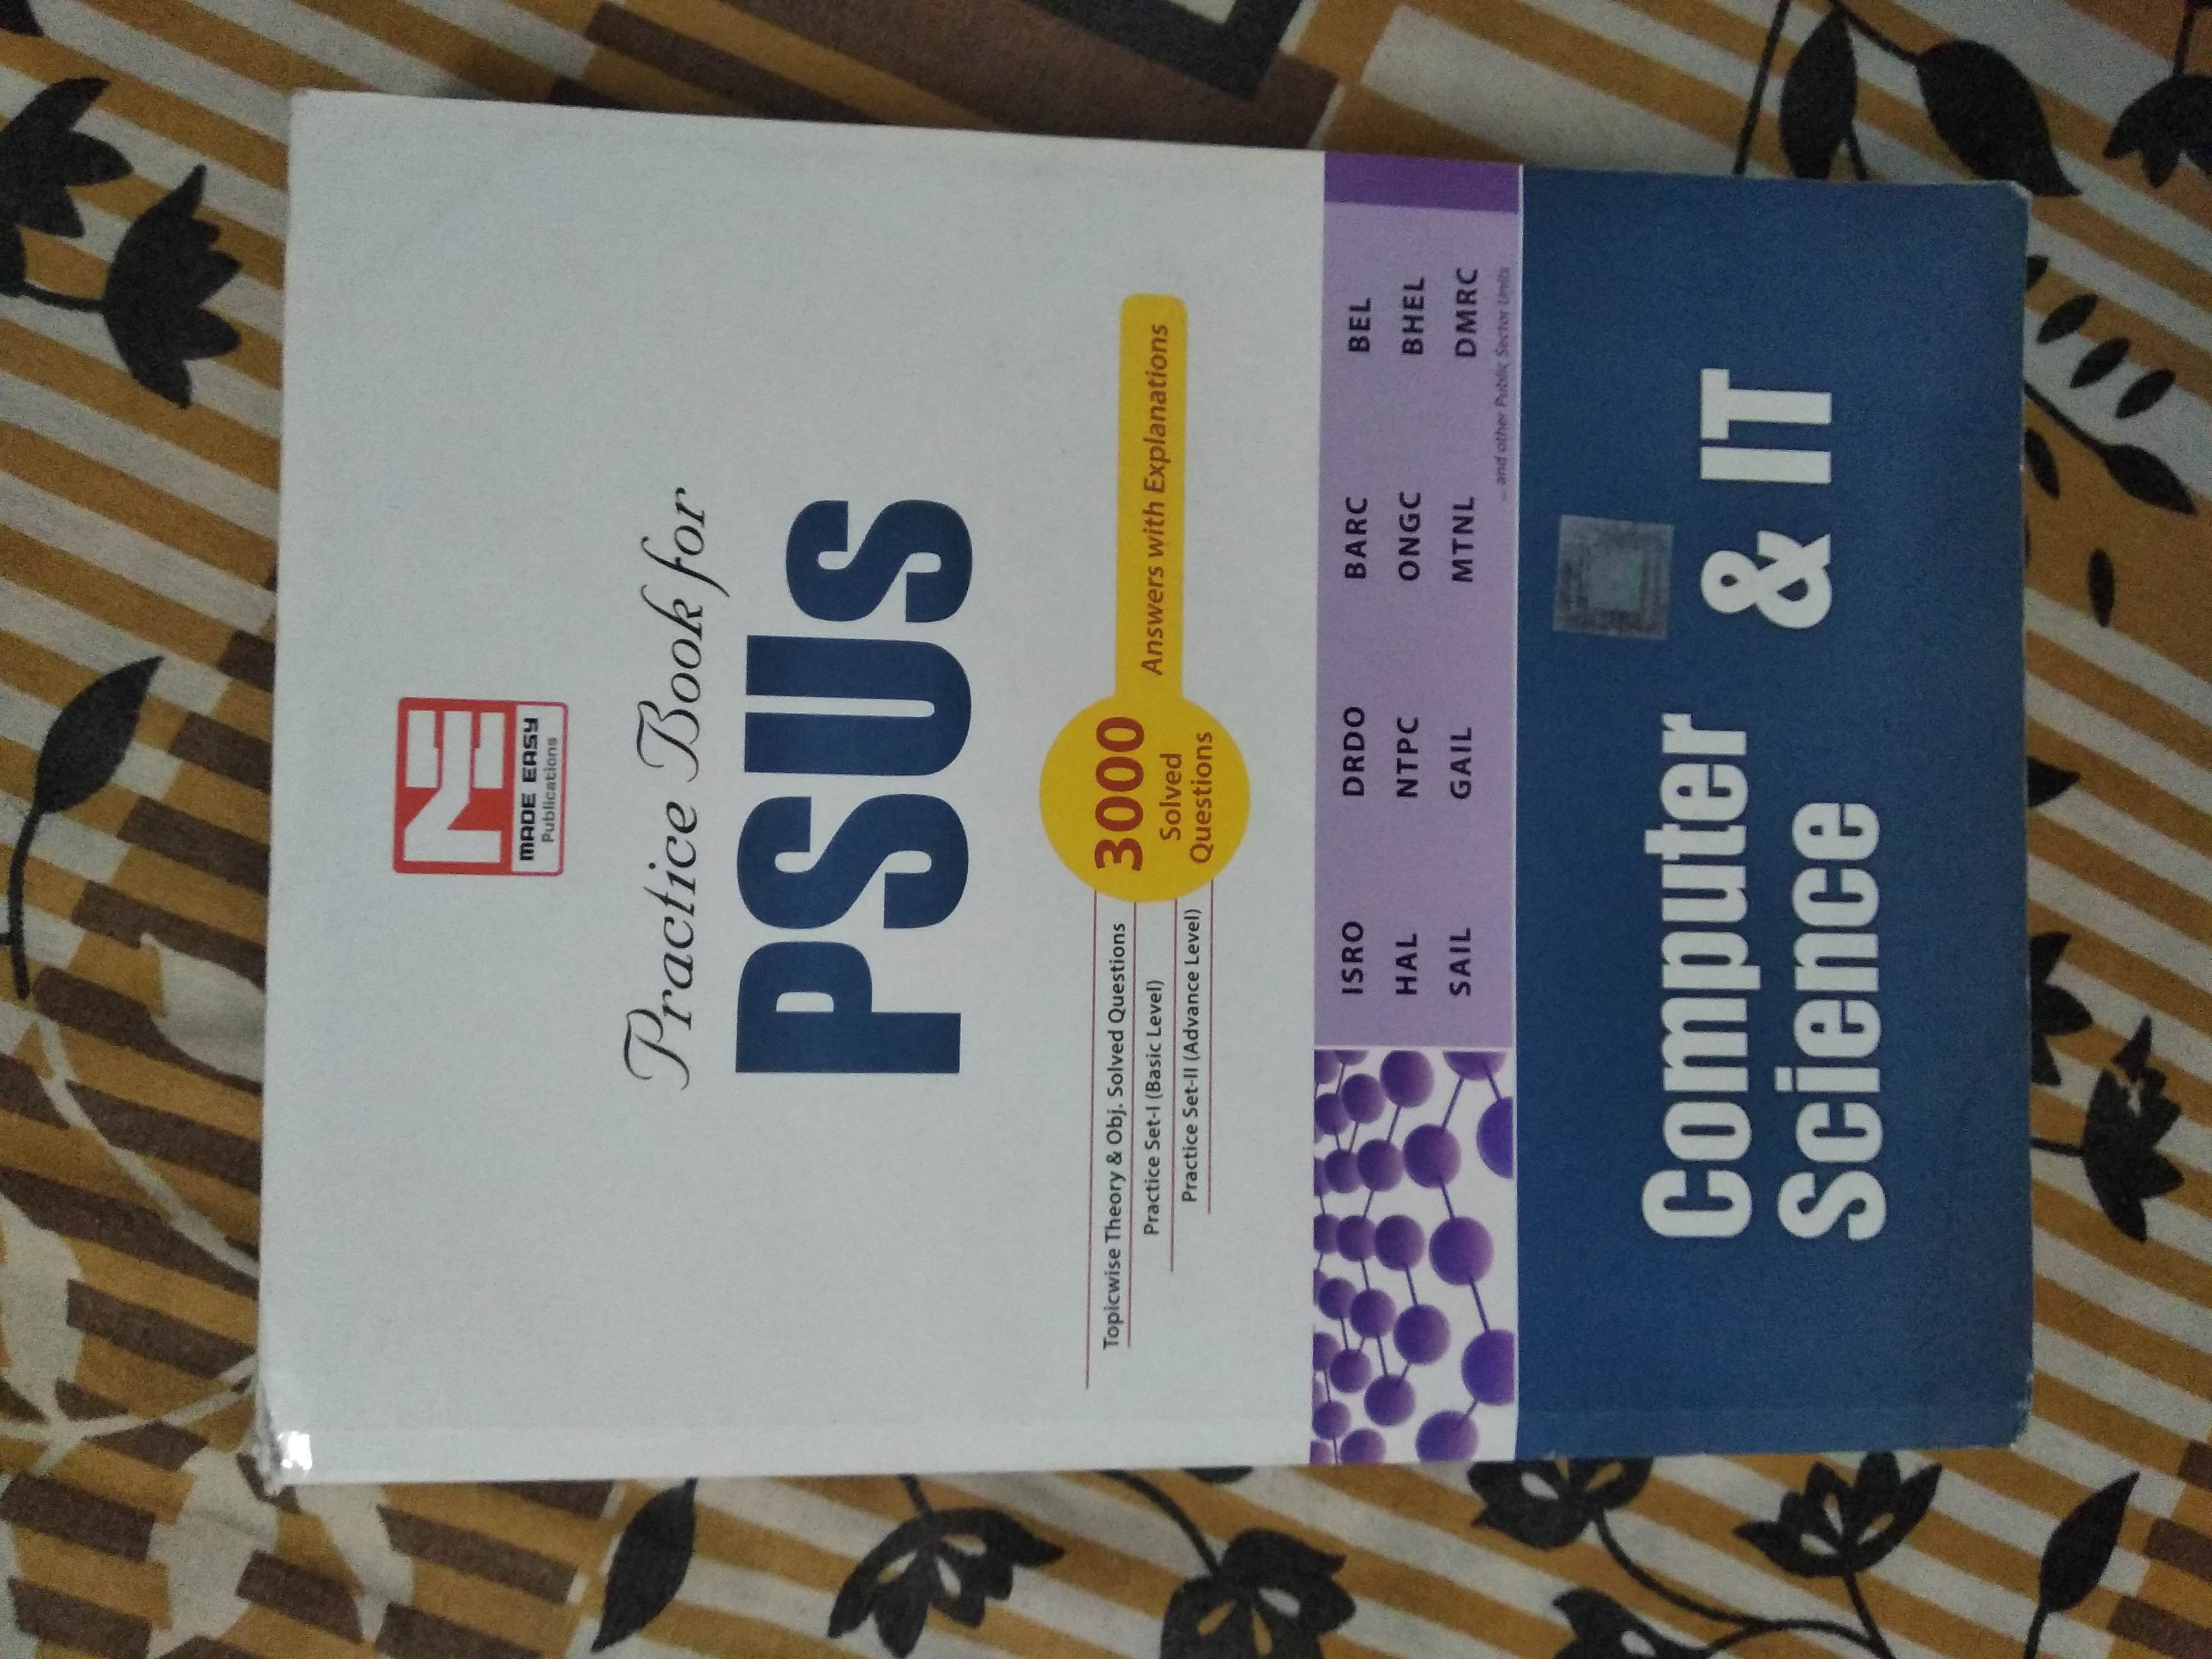 ME
MADE EASY
Publications
Practice Book for
PSUs
Topicwise Theory & Obj. Solved Questions
Practice Set-I (Basic Level)
Practice Set-II (Advance Level)
3000
Solved
Questions
Answers with Explanations
ISRO DRDO BARC BEL
HAL NTPC ONGC BHEL
SAIL GAIL MTNL DMRC
... and other Public Sector Units
Computer
Science & IT